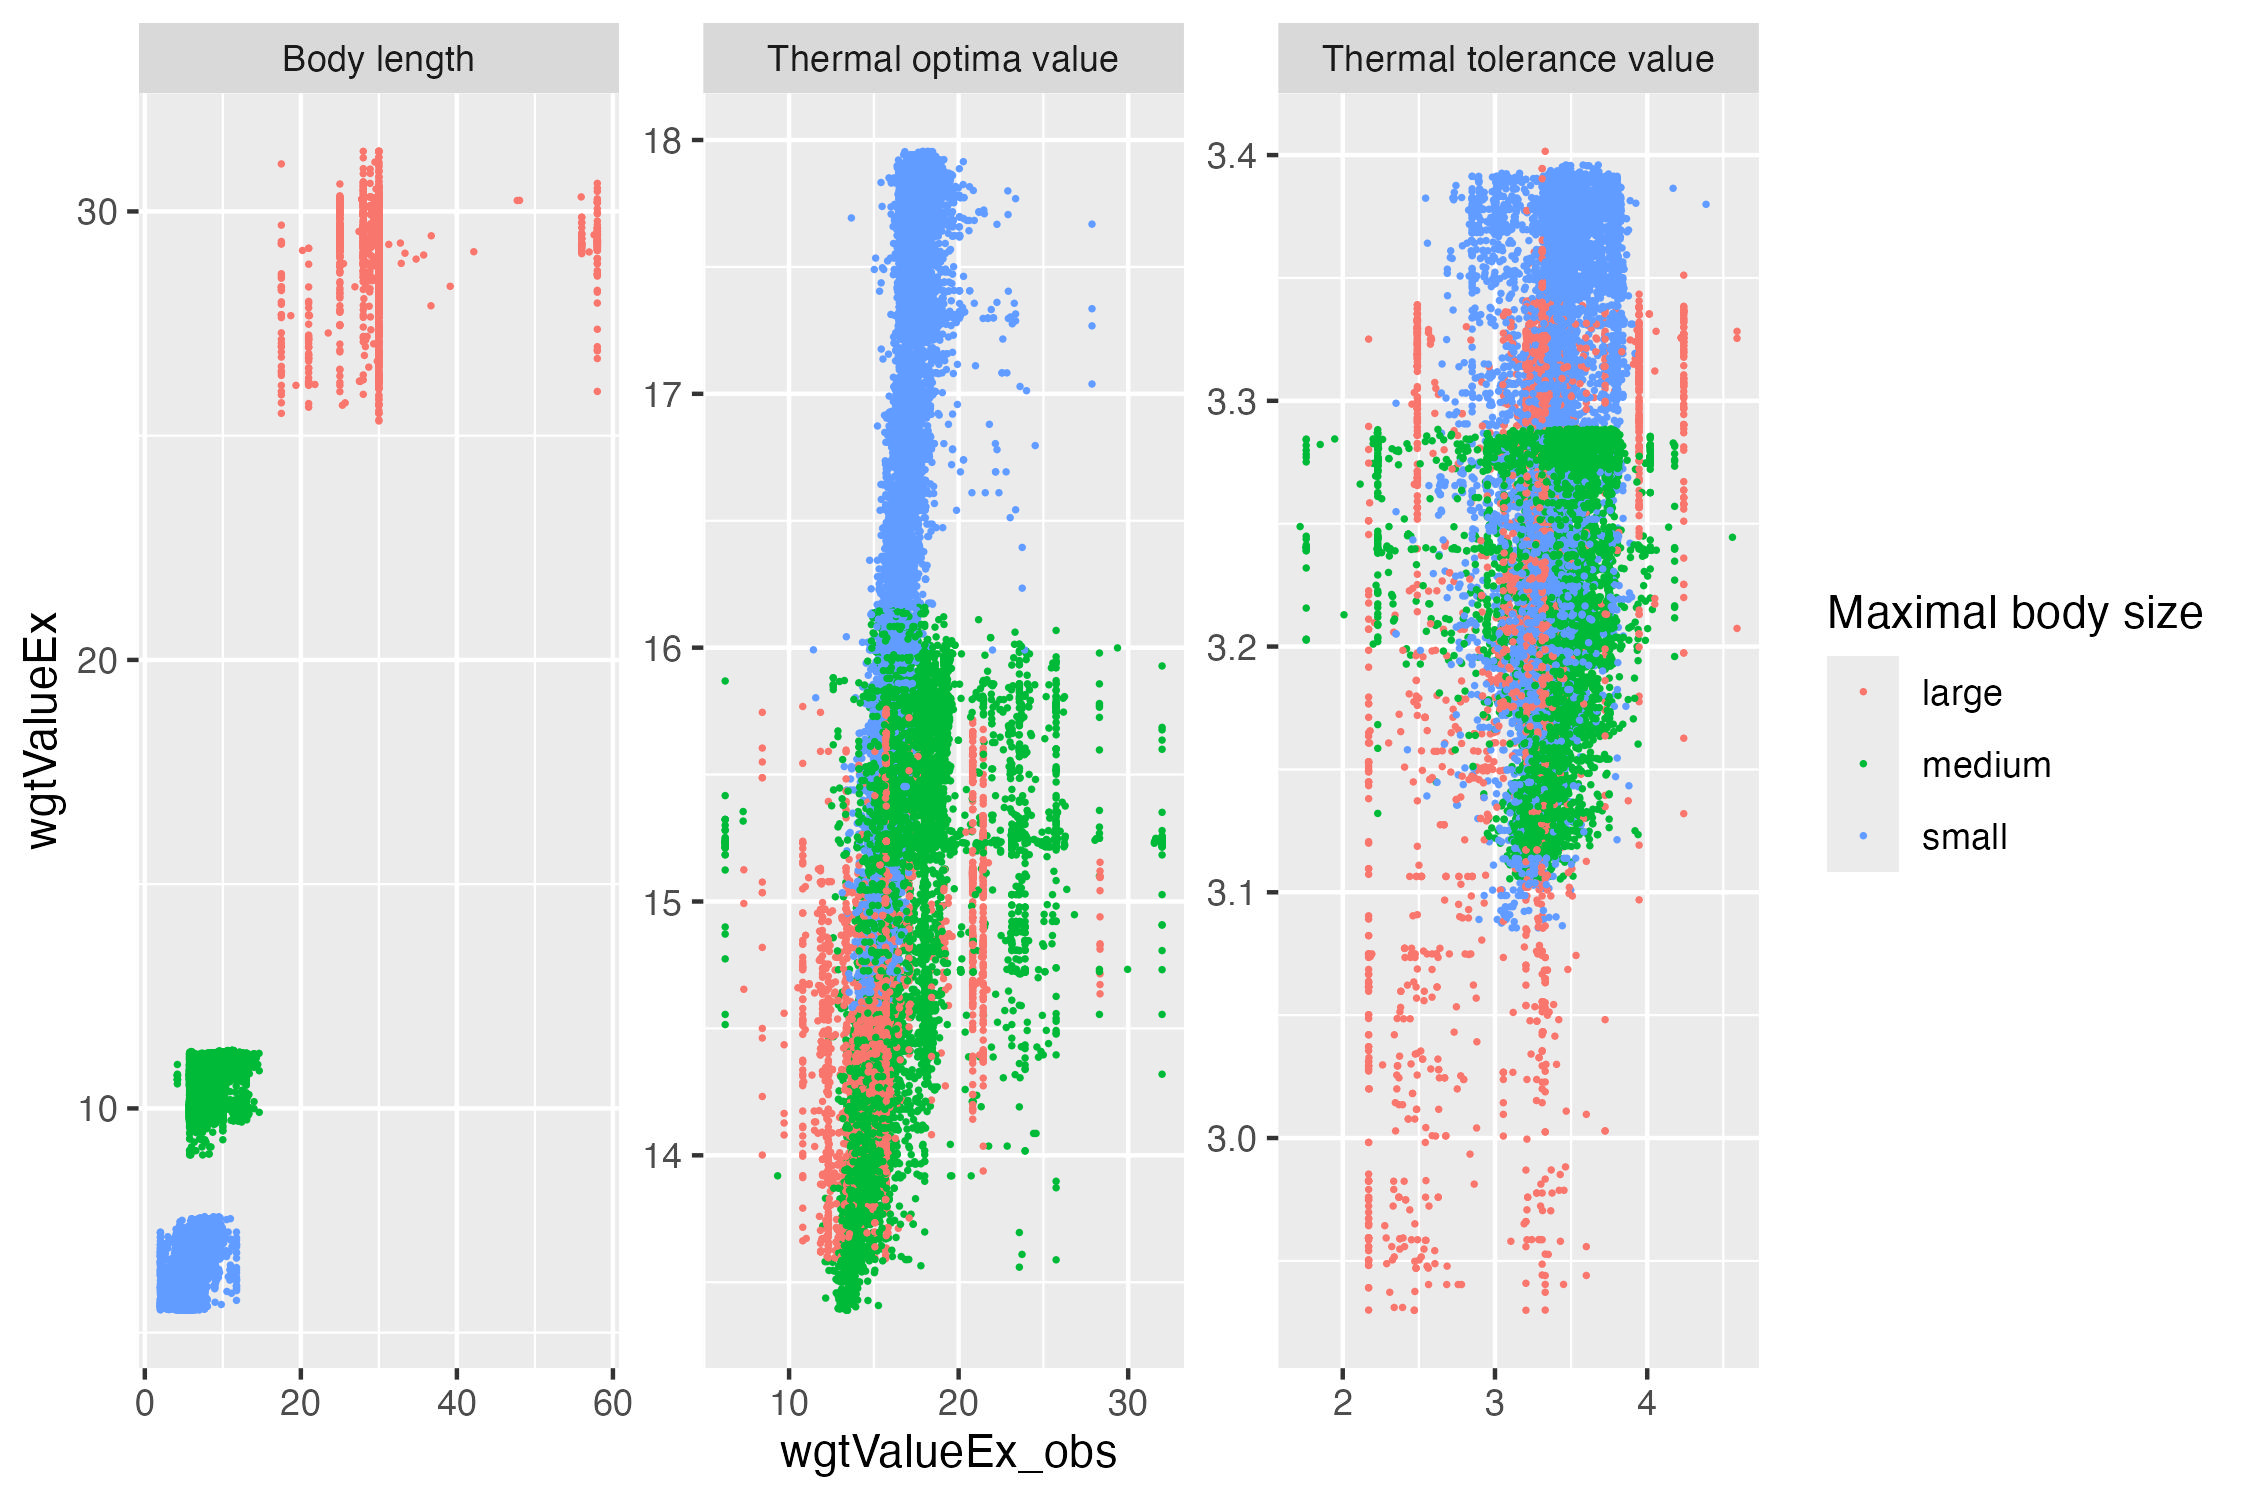 Body length
Thermal optima value
Thermal tolerance value
30
20
10
18
17
16
15
14
3.4
3.3
3.2
3.1
3.0
0
20
40
60
10
20
30
2
3
4
wgtValueEx
wgtValueEx_obs
Maximal body size
large
medium
small